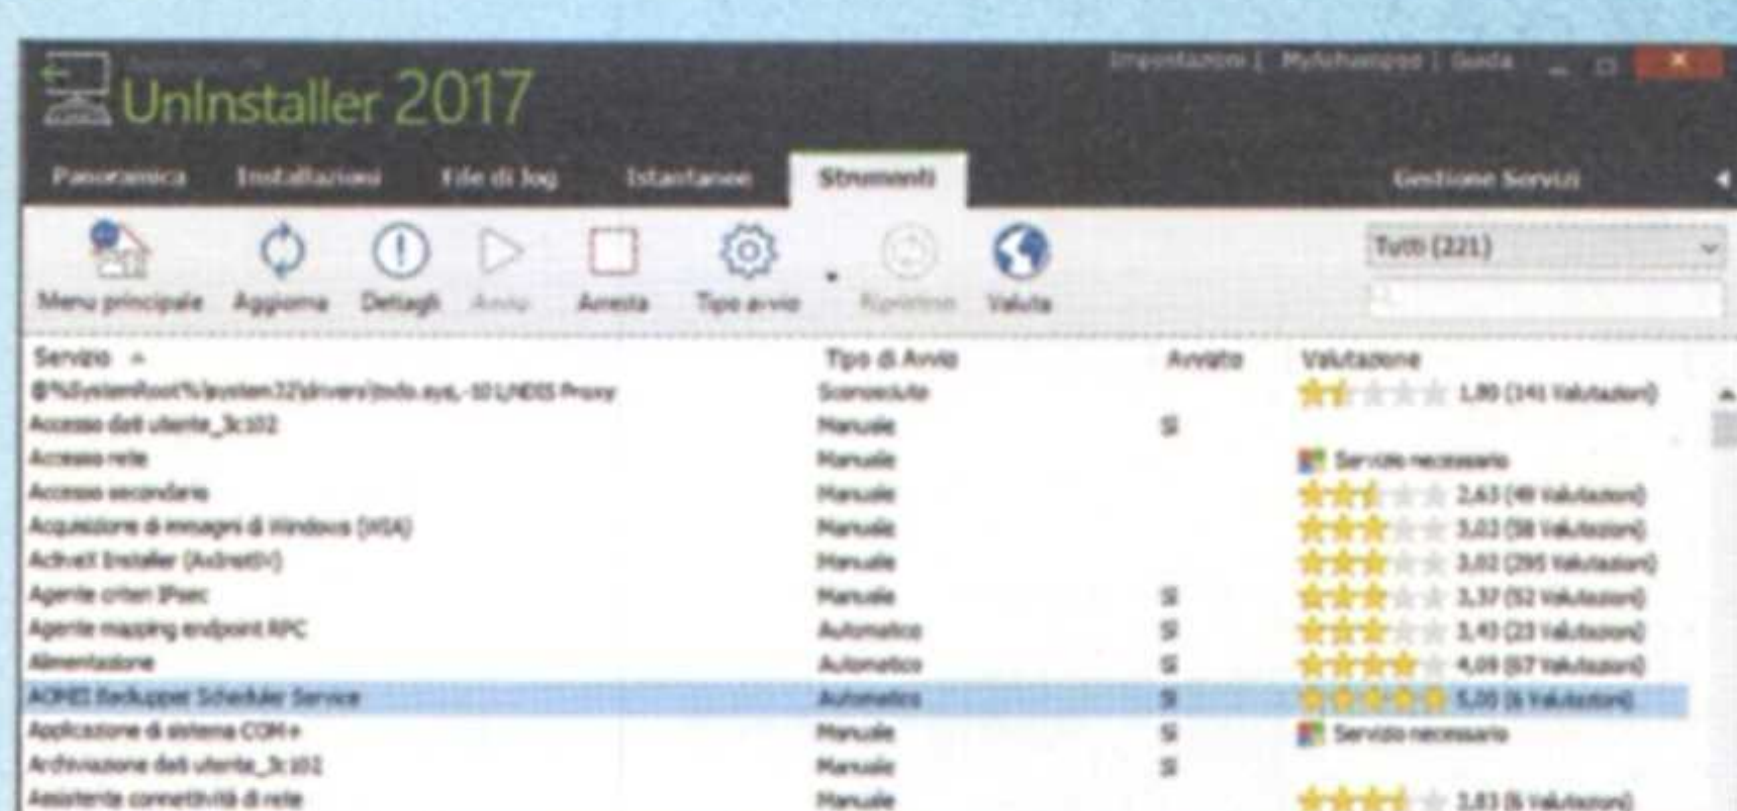 Impostazioni | MyAshampoo | Guida
UnInstaller 2017
Panoramica Installazioni File di log Istantanee Strumenti Gestione Servizi
Tutti (221)
Menu principale Aggiorna Dettagli Avvia Arresta Tipo avvio Ripristino Valuta
Servizio Tipo di Avvio Avviato Valutazione
Sconosciuto 1,80 (141 Valutazioni)
Accesso dati utente_3c102 Manuale Sì
Accesso rete Manuale Servizio necessario
Accesso secondario Manuale 2,63 (49 Valutazioni)
Acquisizione di immagini di Windows (WIA) Manuale 3,03 (58 Valutazioni)
ActiveX Installer (AxInstSV) Manuale 3,02 (295 Valutazioni)
Agente criteri IPsec Manuale Sì 3,37 (52 Valutazioni)
Agente mapping endpoint RPC Automatico Sì 3,43 (23 Valutazioni)
Alimentazione Automatico Sì 4,09 (67 Valutazioni)
AOMEI Backupper Scheduler Service Automatico Sì 5,00 (6 Valutazioni)
Applicazione di sistema COM+ Manuale Sì Servizio necessario
Archiviazione dati utente_3c102 Manuale Sì
Assistente connettività di rete Manuale 3,83 (6 Valutazioni)